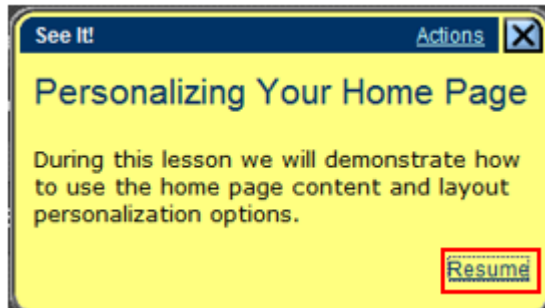 See It! Actions
Personalizing Your Home Page
During this lesson we will demonstrate how
to use the home page content and layout
personalization options.
Resume